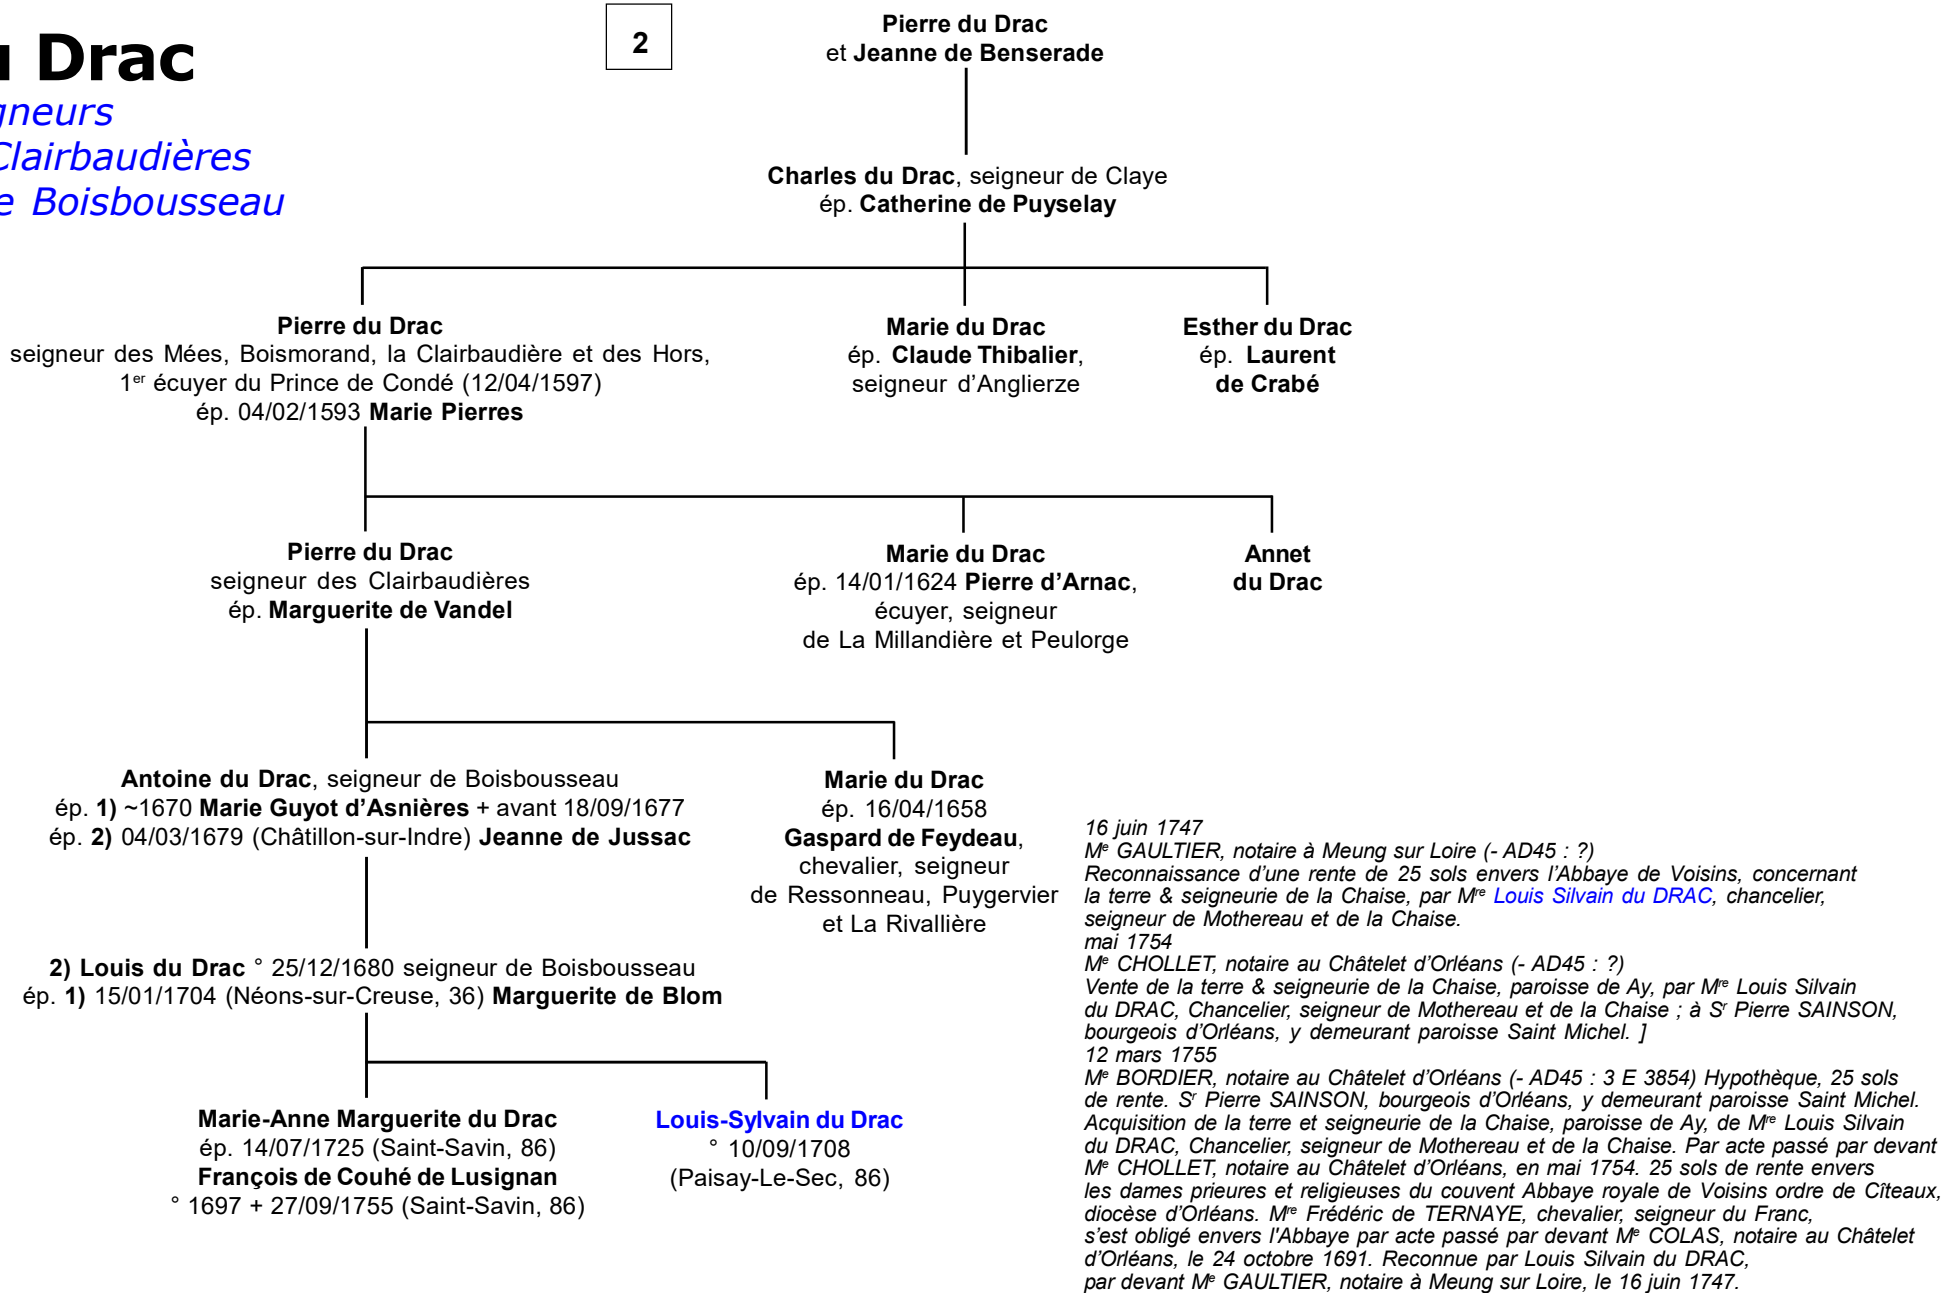 Drac
Clairbaudières
Boisbousseau
2
Pierre du Drac
et Jeanne de Benserade
Charles du Drac, seigneur de Claye
ép. Catherine de Puyselay
Pierre du Drac
seigneur des Mées, Boismorand, la Clairbaudière et des Hors,
1er écuyer du Prince de Condé (12/04/1597)
ép. 04/02/1593 Marie Pierres
Marie du Drac
ép. Claude Thibalier,
seigneur d’Anglierze
Esther du Drac
ép. Laurent
de Crabé
Pierre du Drac
seigneur des Clairbaudières
ép. Marguerite de Vandel
Marie du Drac
ép. 14/01/1624 Pierre d’Arnac,
écuyer, seigneur
de La Millandière et Peulorge
Annet
du Drac
Antoine du Drac, seigneur de Boisbousseau
ép. 1) ~1670 Marie Guyot d’Asnières + avant 18/09/1677
ép. 2) 04/03/1679 (Châtillon-sur-Indre) Jeanne de Jussac
Marie du Drac
ép. 16/04/1658
Gaspard de Feydeau,
chevalier, seigneur
de Ressonneau, Puygervier
et La Rivallière
2) Louis du Drac ° 25/12/1680 seigneur de Boisbousseau
ép. 1) 15/01/1704 (Néons-sur-Creuse, 36) Marguerite de Blom
Marie-Anne Marguerite du Drac
ép. 14/07/1725 (Saint-Savin, 86)
François de Couhé de Lusignan
° 1697 + 27/09/1755 (Saint-Savin, 86)
Louis-Sylvain du Drac
° 10/09/1708
(Paisay-Le-Sec, 86)
16 juin 1747
Me GAULTIER, notaire à Meung sur Loire (- AD45 : ?)
Reconnaissance d’une rente de 25 sols envers l’Abbaye de Voisins, concernant
la terre & seigneurie de la Chaise, par Mre Louis Silvain du DRAC, chancelier,
seigneur de Mothereau et de la Chaise.
mai 1754
Me CHOLLET, notaire au Châtelet d’Orléans (- AD45 : ?)
Vente de la terre & seigneurie de la Chaise, paroisse de Ay, par Mre Louis Silvain
du DRAC, Chancelier, seigneur de Mothereau et de la Chaise ; à Sr Pierre SAINSON,
bourgeois d’Orléans, y demeurant paroisse Saint Michel. ]
12 mars 1755
Me BORDIER, notaire au Châtelet d’Orléans (- AD45 : 3 E 3854) Hypothèque, 25 sols
de rente. Sr Pierre SAINSON, bourgeois d’Orléans, y demeurant paroisse Saint Michel.
Acquisition de la terre et seigneurie de la Chaise, paroisse de Ay, de Mre Louis Silvain
du DRAC, Chancelier, seigneur de Mothereau et de la Chaise. Par acte passé par devant
Me CHOLLET, notaire au Châtelet d’Orléans, en mai 1754. 25 sols de rente envers
les dames prieures et religieuses du couvent Abbaye royale de Voisins ordre de Cîteaux,
diocèse d’Orléans. Mre Frédéric de TERNAYE, chevalier, seigneur du Franc,
s’est obligé envers l'Abbaye par acte passé par devant Me COLAS, notaire au Châtelet
d’Orléans, le 24 octobre 1691. Reconnue par Louis Silvain du DRAC,
par devant Me GAULTIER, notaire à Meung sur Loire, le 16 juin 1747.